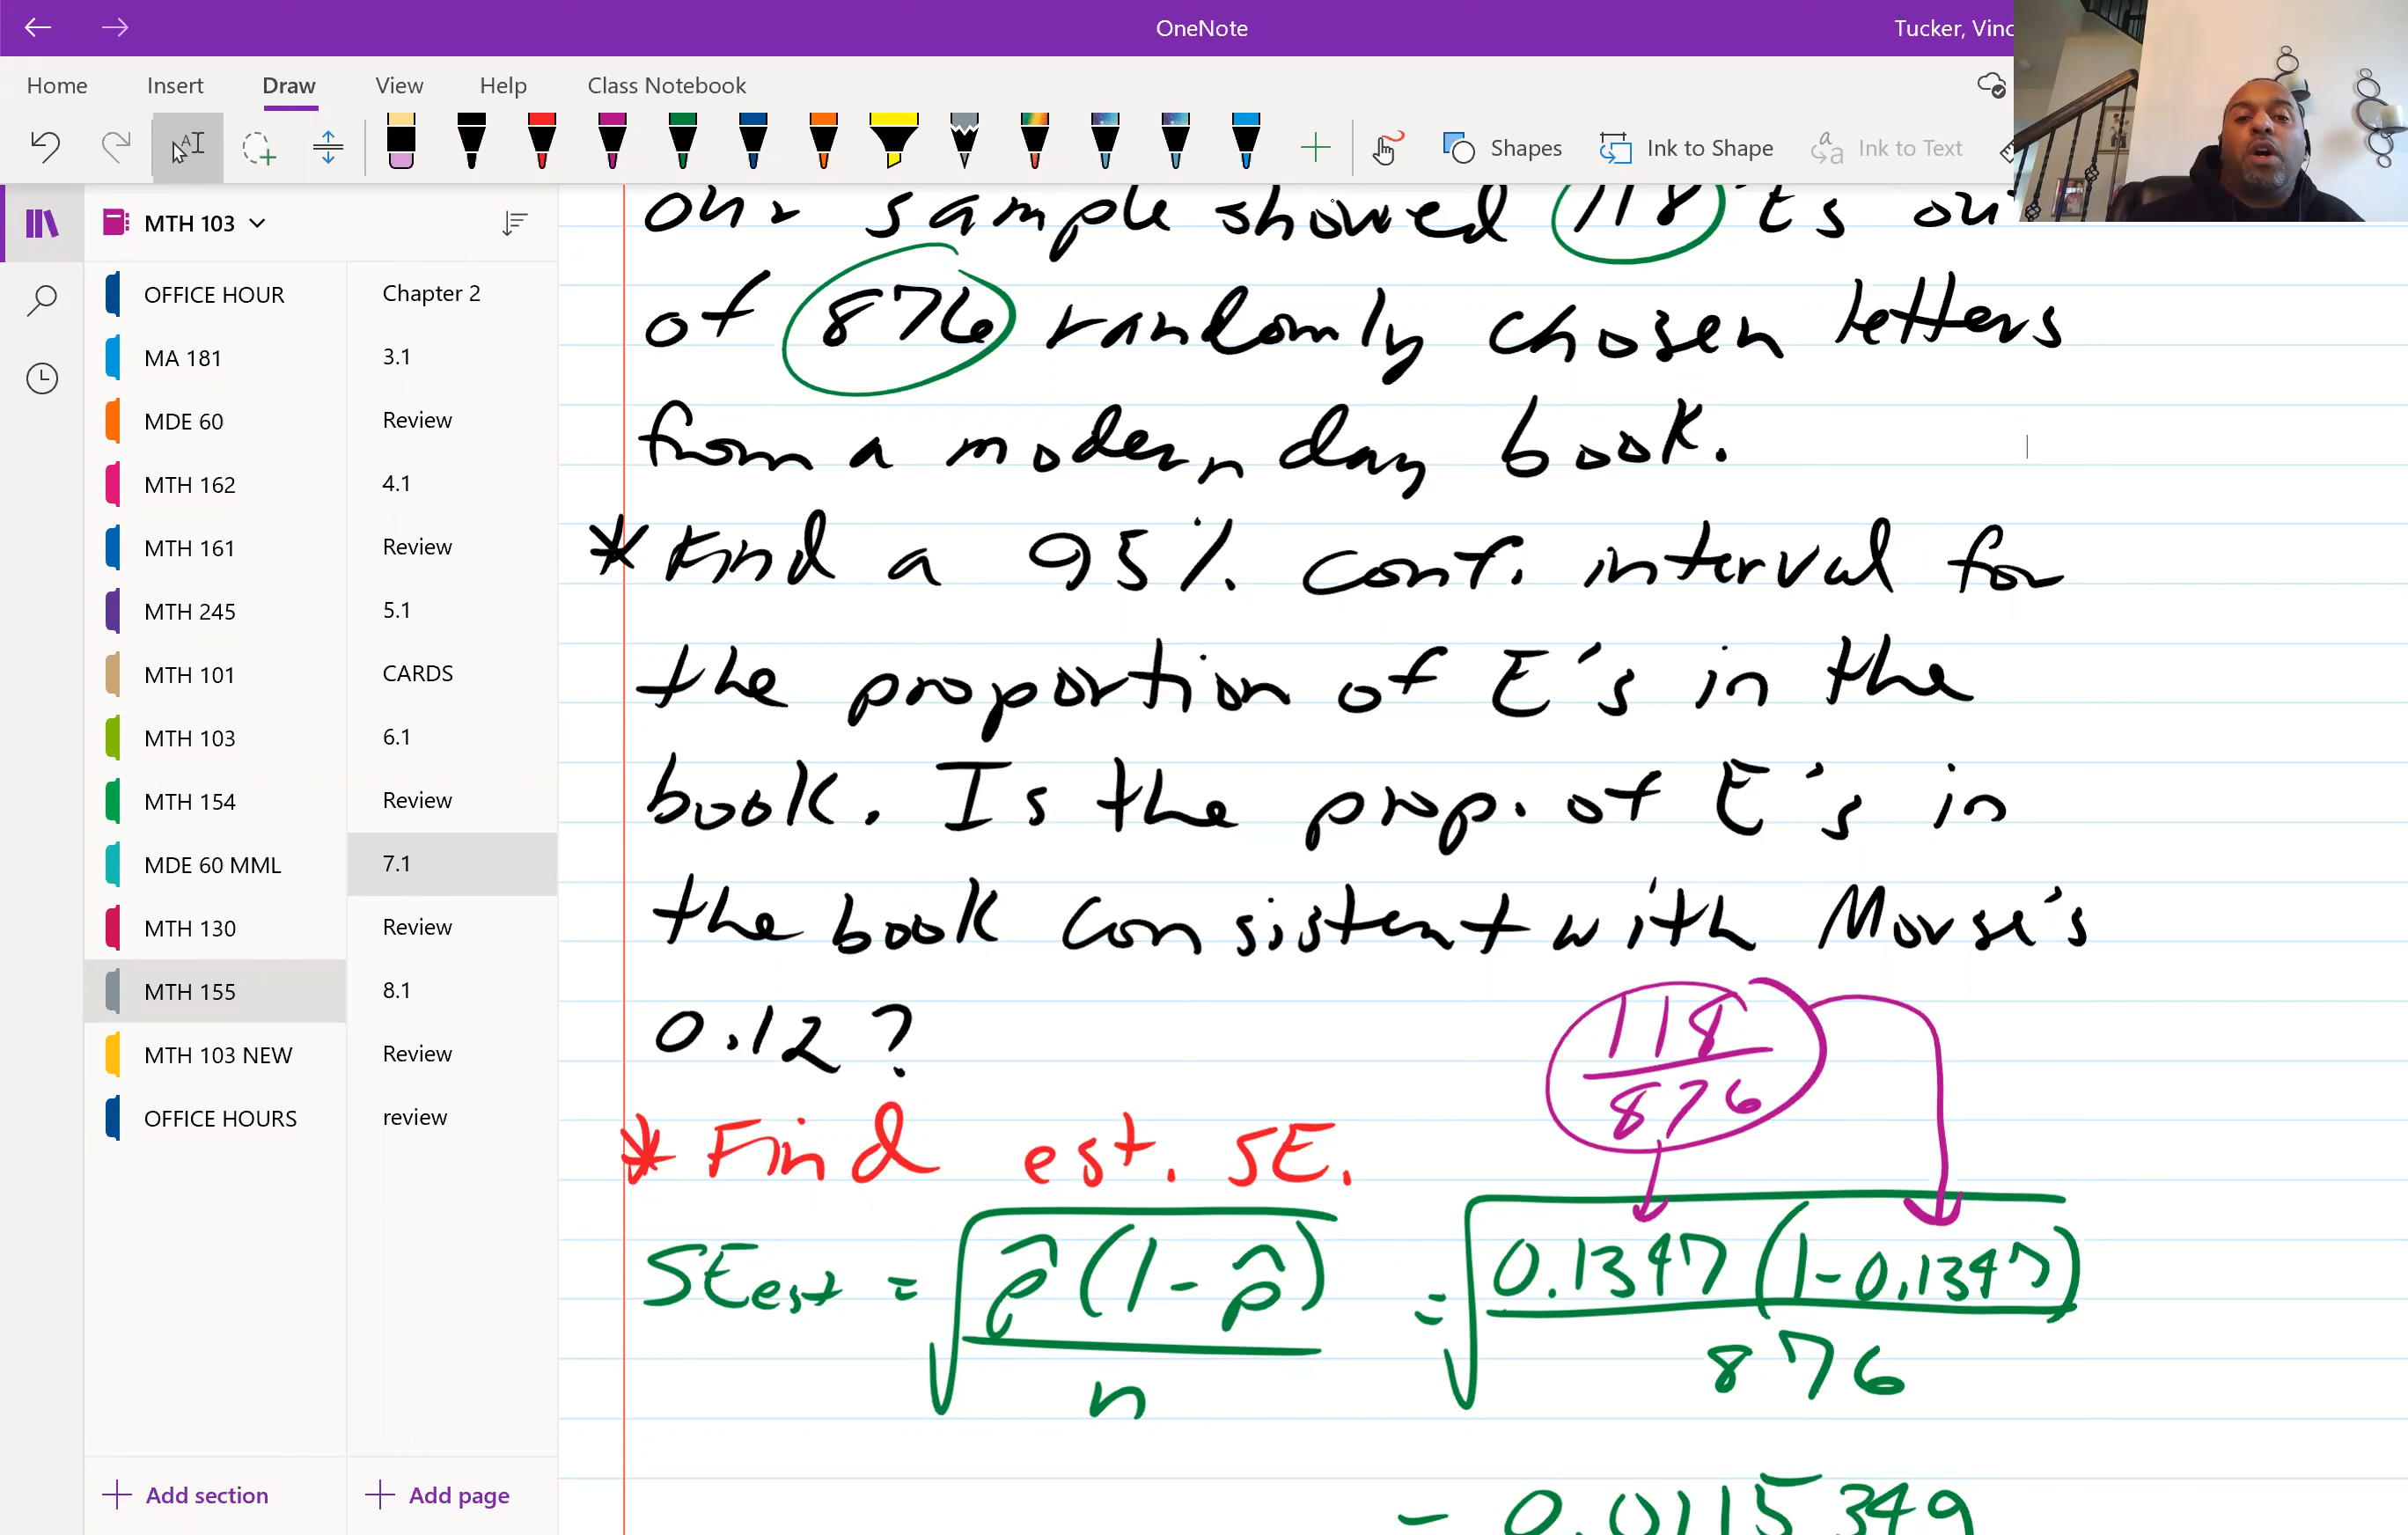 OneNote
Tucker, Vinc
Home Insert Draw View Help Class Notebook
Shapes Ink to Shape Ink to Text
MTH 103
OFFICE HOUR
MA 181
MDE 60
MTH 162
MTH 161
MTH 245
MTH 101
MTH 103
MTH 154
MDE 60 MML
MTH 130
MTH 155
MTH 103 NEW
OFFICE HOURS
Add section
Chapter 2
3.1
Review
4.1
Review
5.1
CARDS
6.1
Review
7.1
Review
8.1
Review
review
Add page
sample showed 118
of 876 randomly chosen letters
from a modern day book.
* Find a 95% conf. interval for
the proportion of E's in the
book. Is the prop. of E's in
the book consistent with Morse's
0.12?
118
876
* Find est. SE.
SEest = √ p̂ (1 - p̂) / n = √ 0.1347 (1-0.1347) / 876
0.0115349